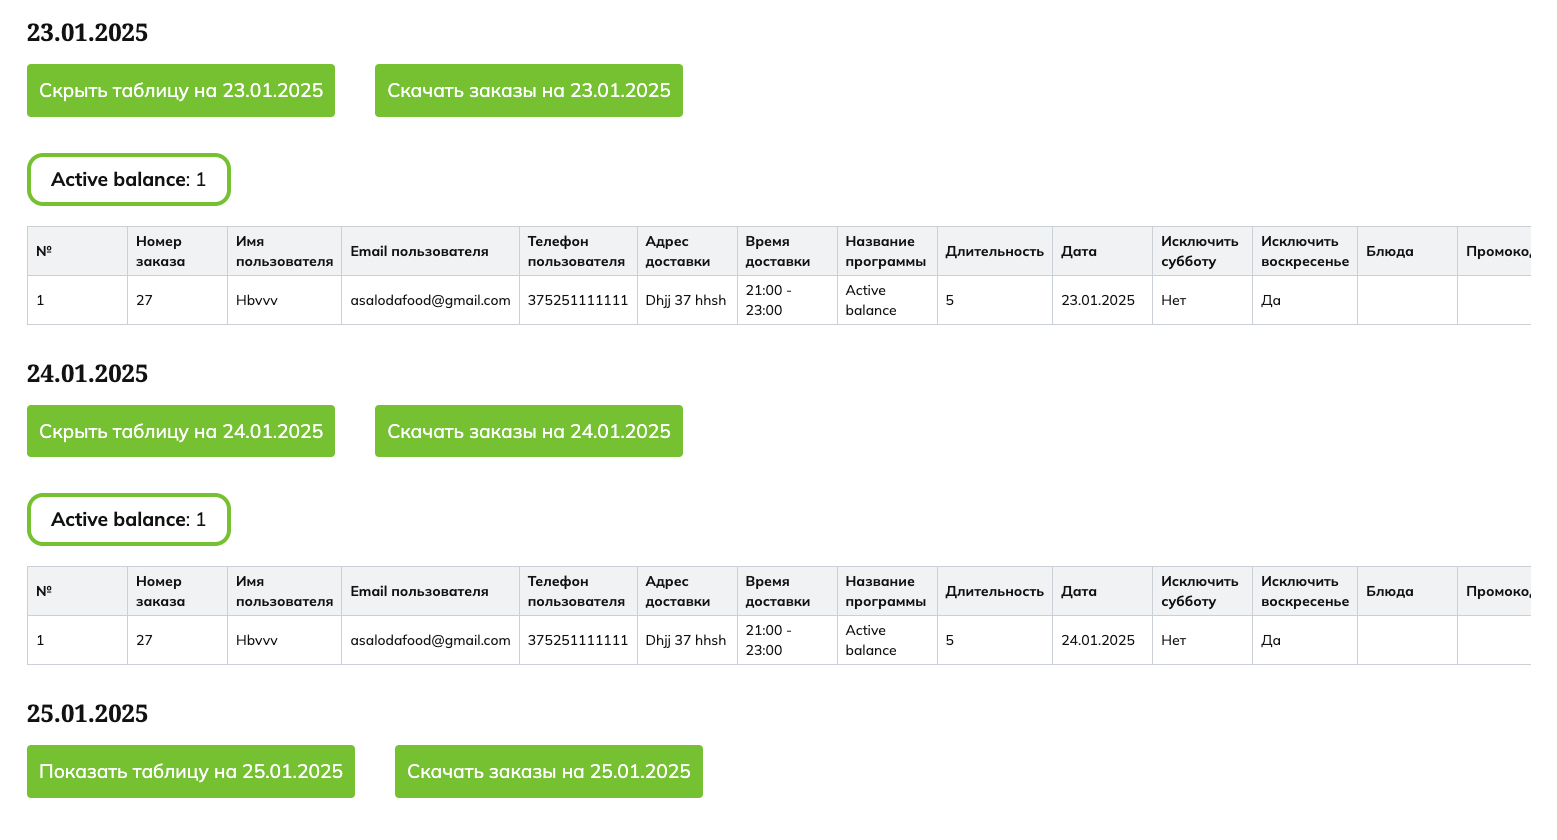 23.01.2025
Скрыть таблицу на 23.01.2025 Скачать заказы на 23.01.2025
Active balance: 1
№ Номер заказа Имя пользователя Email пользователя Телефон пользователя Адрес доставки Время доставки Название программы Длительность Дата Исключить субботу Исключить воскресенье Блюда
1 27 Hbvvv asalodafood@gmail.com 375251111111 Dhjj 37 hhsh 21:00 - 23:00 Active balance 5 23.01.2025 Нет Да
24.01.2025
Скрыть таблицу на 24.01.2025 Скачать заказы на 24.01.2025
Active balance: 1
№ Номер заказа Имя пользователя Email пользователя Телефон пользователя Адрес доставки Время доставки Название программы Длительность Дата Исключить субботу Исключить воскресенье Блюда
1 27 Hbvvv asalodafood@gmail.com 375251111111 Dhjj 37 hhsh 21:00 - 23:00 Active balance 5 24.01.2025 Нет Да
25.01.2025
Показать таблицу на 25.01.2025 Скачать заказы на 25.01.2025